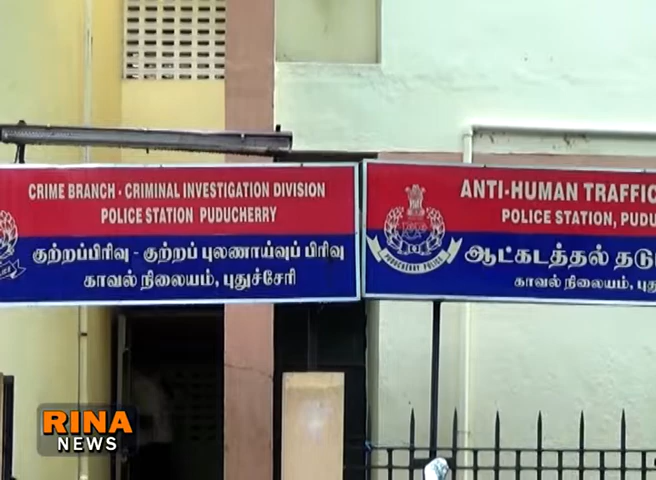 CRIME BRANCH - CRIMINAL INVESTIGATION DIVISION
POLICE STATION PUDUCHERRY
குற்றப்பிரிவு - குற்றப் புலணாய்வுப் பிரிவு
காவல் நிலையம், புதுச்சேரி
ANTI-HUMAN TRAFFIC
POLICE STATION, PUDU
PUDUCHERRY POLICE
ஆட்கடத்தல் தடு
காவல் நிலையம், புது
RINA
NEWS